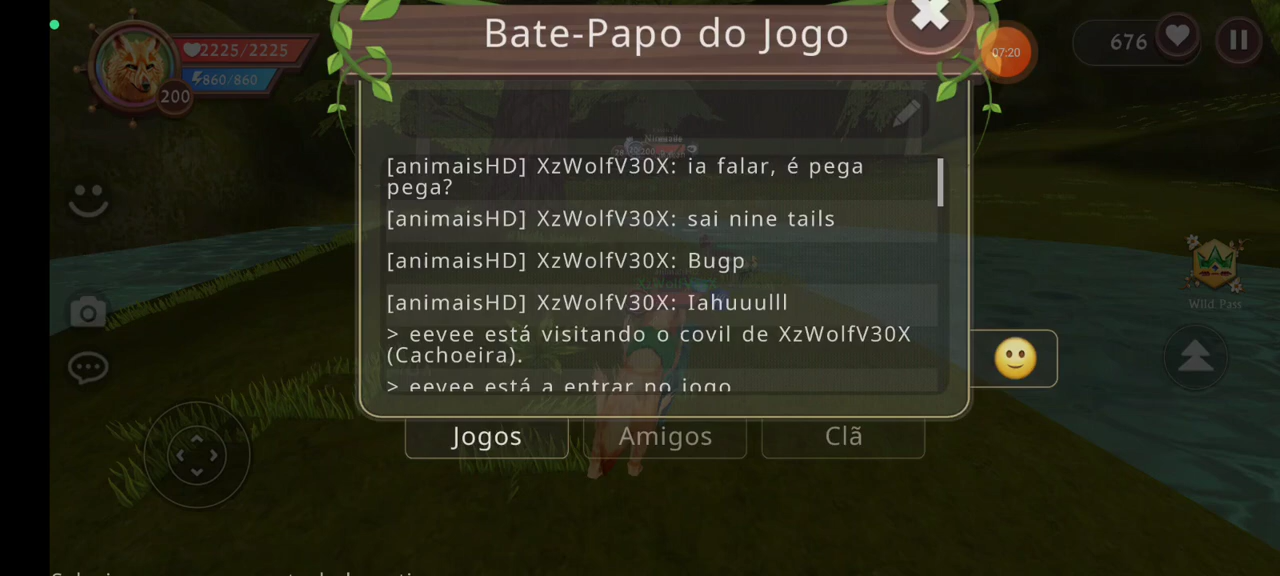 Bate-Papo do Jogo
2225/2225
860/860
200
07:20
676
[animaisHD] XzWolfV30X: ia falar, é pega
pega?
[animaisHD] XzWolfV30X: sai nine tails
[animaisHD] XzWolfV30X: Bugp
[animaisHD] XzWolfV30X: Iahuuulll
> eevee está visitando o covil de XzWolfV30X
(Cachoeira).
> eevee está a entrar no jogo
Wild Pass
Jogos
Amigos
Clã